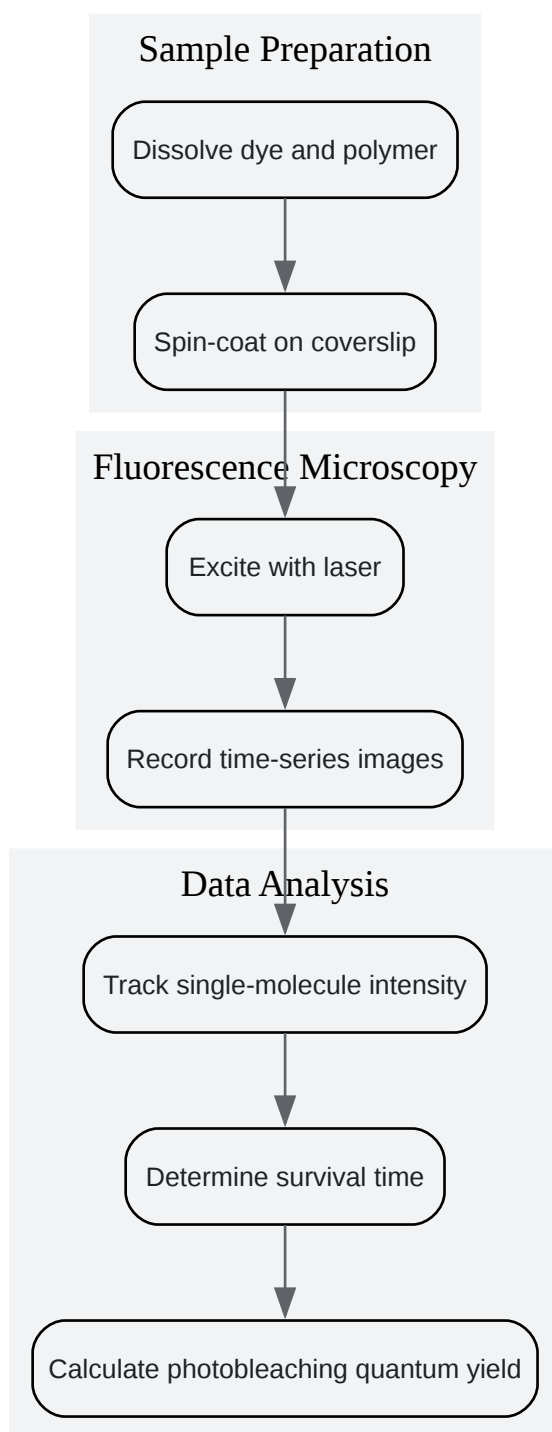 Sample Preparation
Dissolve dye and polymer
Spin-coat on coverslip
Fluorescence Microscopy
Excite with laser
Record time-series images
Data Analysis
Track single-molecule intensity
Determine survival time
Calculate photobleaching quantum yield